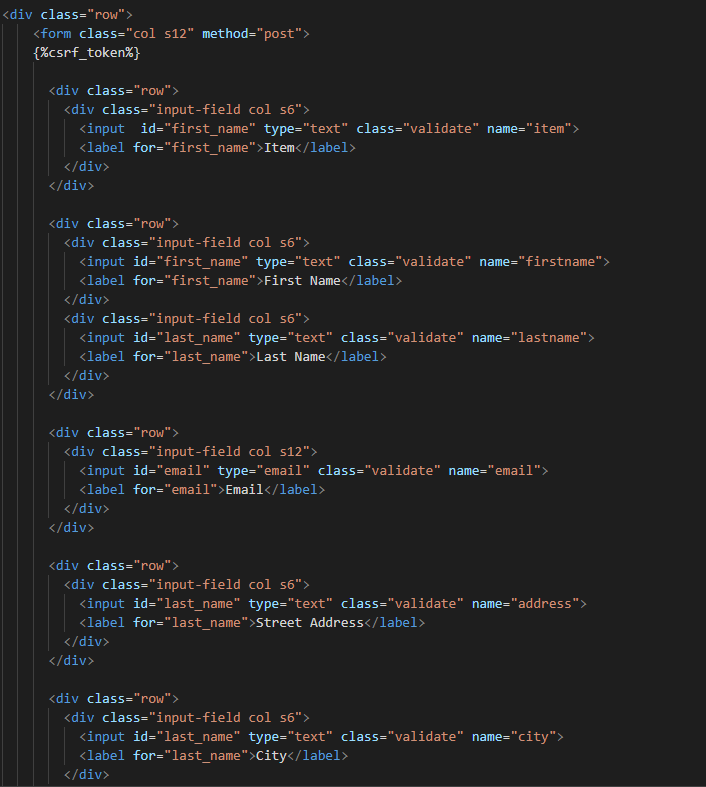 <div class="row">
<form class="col s12" method="post">
{%csrf_token%}
<div class="row">
<div class="input-field col s6">
<input  id="first_name" type="text" class="validate" name="item">
<label for="first_name">Item</label>
</div>
</div>
<div class="row">
<div class="input-field col s6">
<input id="first_name" type="text" class="validate" name="firstname">
<label for="first_name">First Name</label>
</div>
<div class="input-field col s6">
<input id="last_name" type="text" class="validate" name="lastname">
<label for="last_name">Last Name</label>
</div>
</div>
<div class="row">
<div class="input-field col s12">
<input id="email" type="email" class="validate" name="email">
<label for="email">Email</label>
</div>
</div>
<div class="row">
<div class="input-field col s6">
<input id="last_name" type="text" class="validate" name="address">
<label for="last_name">Street Address</label>
</div>
</div>
<div class="row">
<div class="input-field col s6">
<input id="last_name" type="text" class="validate" name="city">
<label for="last_name">City</label>
</div>